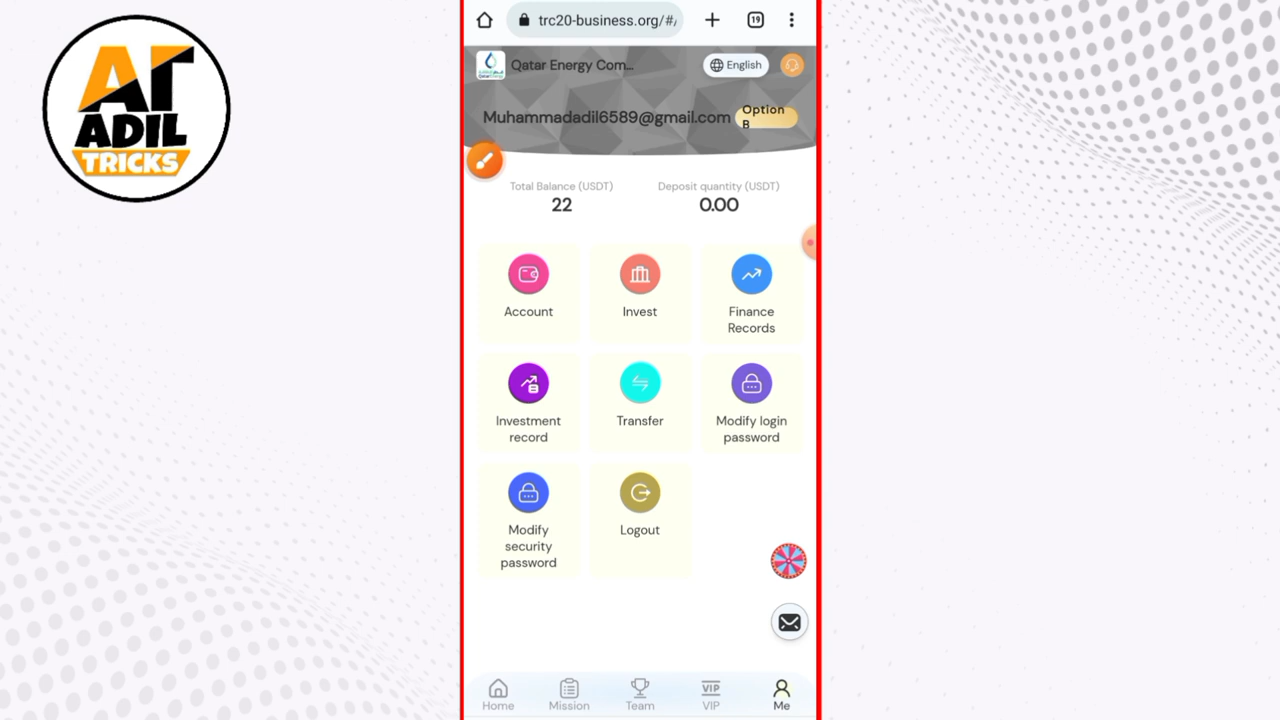 AT
ADIL
TRICKS
trc20-business.org/#/
19
Qatar Energy Com...
English
Muhammadadil6589@gmail.com
Option
B
Total Balance (USDT)
Deposit quantity (USDT)
22
0.00
Account
Invest
Finance
Records
Investment
record
Transfer
Modify login
password
Modify
security
password
Logout
VIP
Home
Mission
Team
VIP
Me